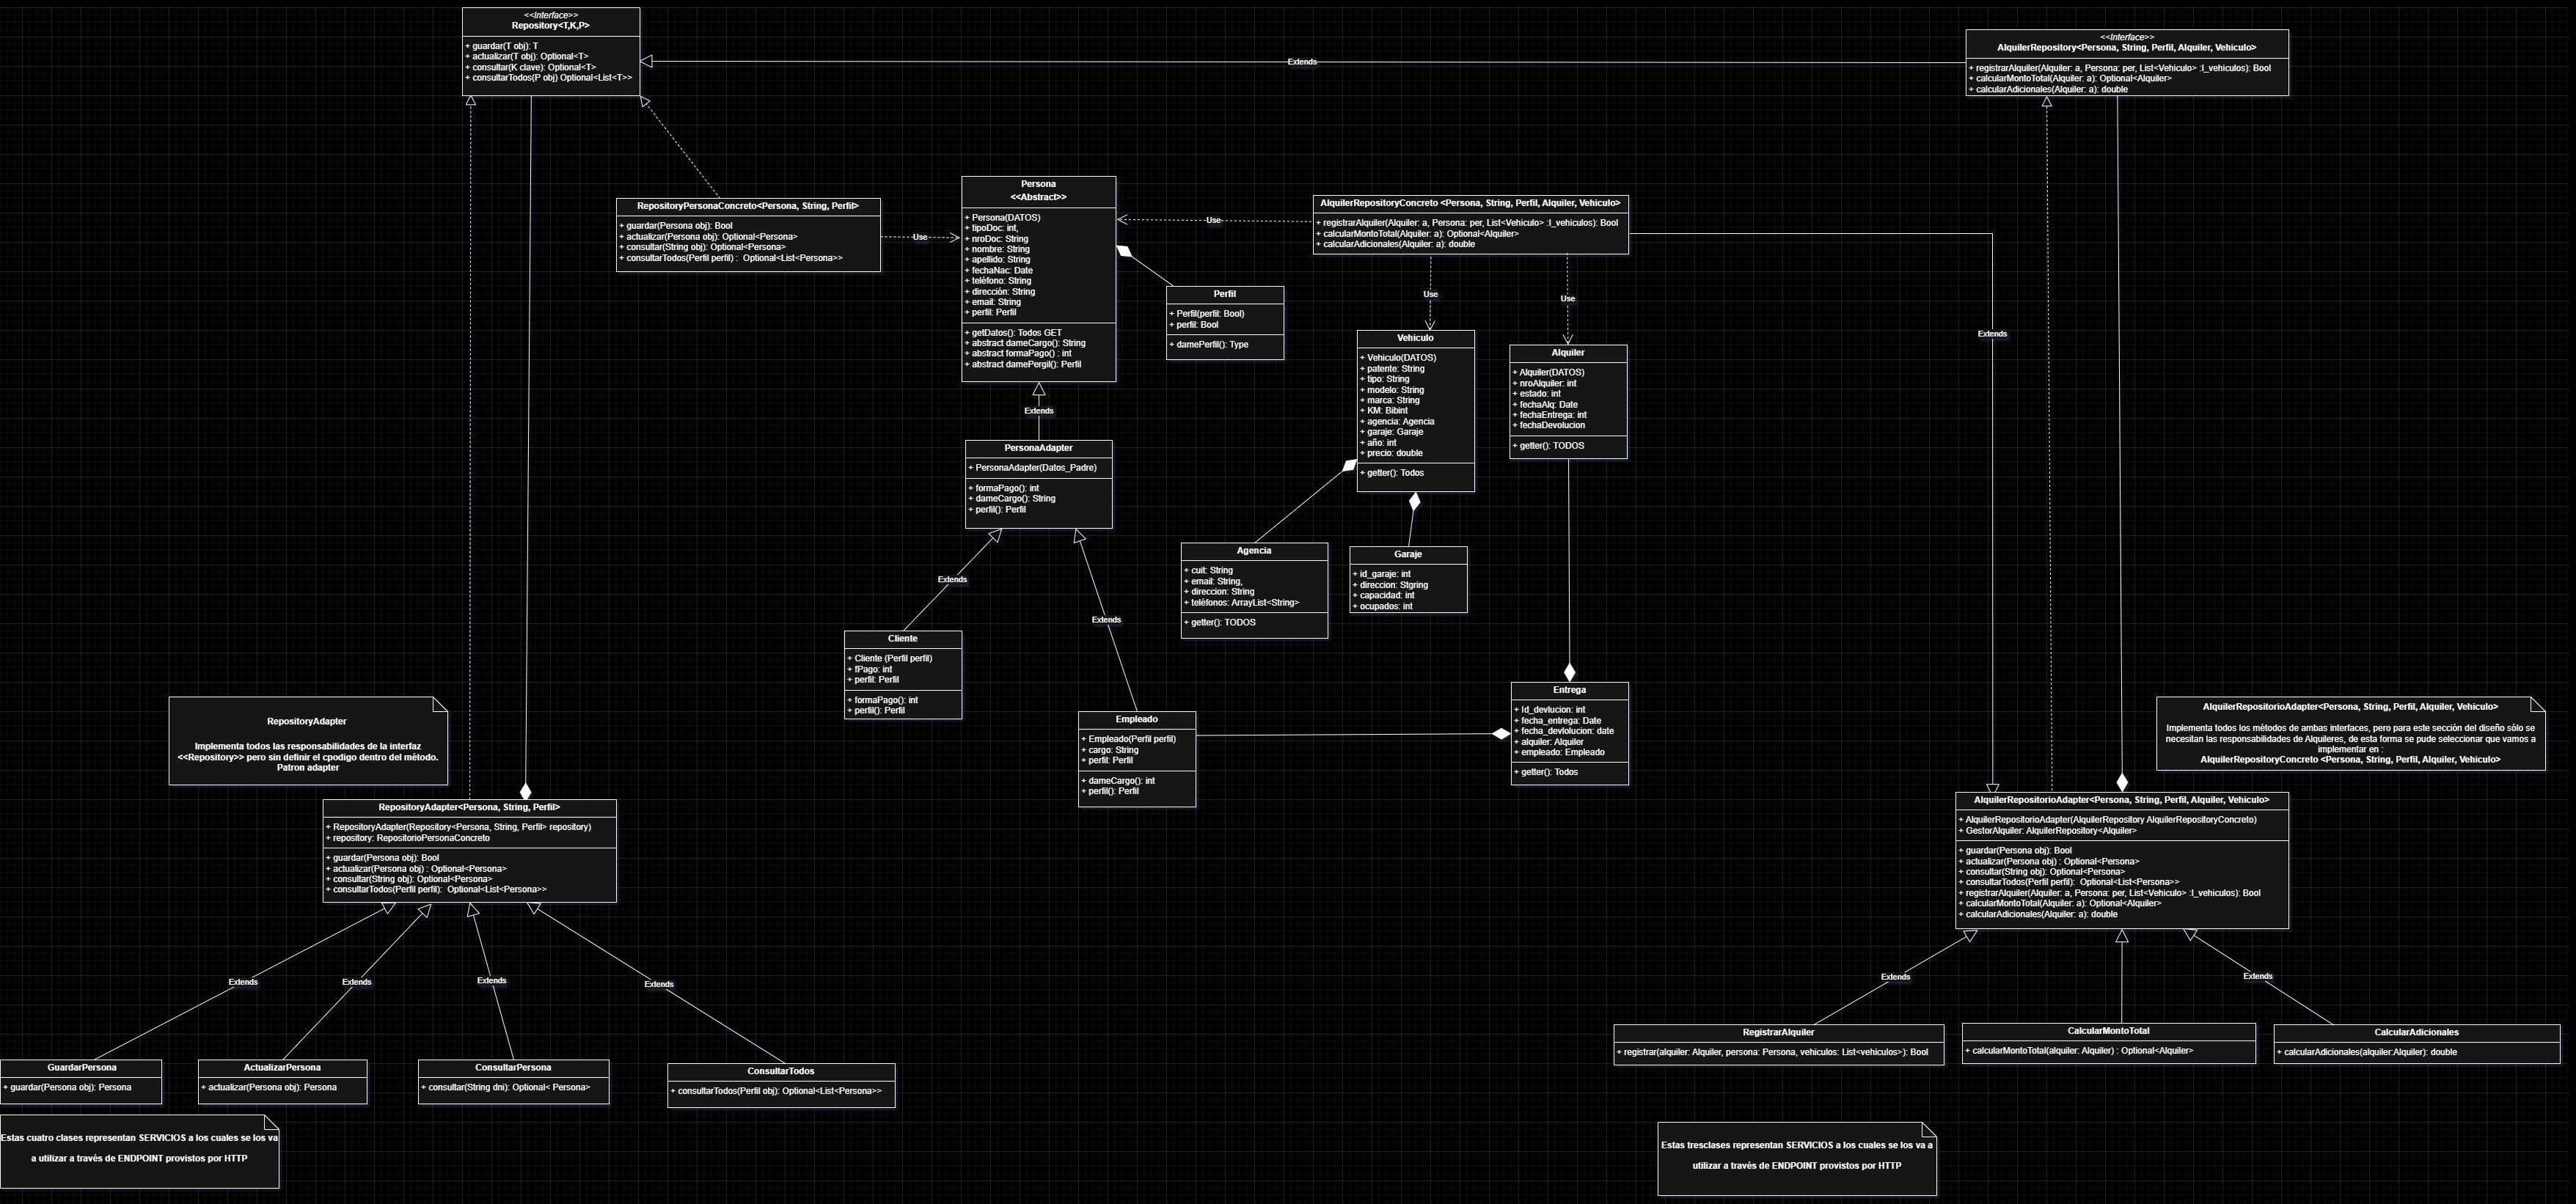 <<Interface>>
Repository<T,K,P>
+ guardar(T obj): T
+ actualizar(T obj): Optional<T>
+ consultar(K clave): Optional<T>
+ consultarTodos(P obj) Optional<List<T>>
<<Interface>>
AlquilerRepository<Persona, String, Perfil, Alquiler, Vehiculo>
+ registrarAlquiler(Alquiler: a, Persona: per, List<Vehiculo> :l_vehiculos): Bool
+ calcularMontoTotal(Alquiler: a): Optional<Alquiler>
+ calcularAdicionales(Alquiler: a): double
Extends
RepositoryPersonaConcreto<Persona, String, Perfil>
+ guardar(Persona obj): Bool
+ actualizar(Persona obj): Optional<Persona>
+ consultar(String obj): Optional<Persona>
+ consultarTodos(Perfil perfil) :  Optional<List<Persona>>
Use
Persona
<<Abstract>>
+ Persona(DATOS)
+ tipoDoc: int,
+ nroDoc: String
+ nombre: String
+ apellido: String
+ fechaNac: Date
+ teléfono: String
+ dirección: String
+ email: String
+ perfil: Perfil
+ getDatos(): Todos GET
+ abstract dameCargo(): String
+ abstract formaPago() : int
+ abstract damePergil(): Perfil
Use
AlquilerRepositoryConcreto <Persona, String, Perfil, Alquiler, Vehiculo>
+ registrarAlquiler(Alquiler: a, Persona: per, List<Vehiculo> :l_vehiculos): Bool
+ calcularMontoTotal(Alquiler: a): Optional<Alquiler>
+ calcularAdicionales(Alquiler: a): double
Perfil
+ Perfil(perfil: Bool)
+ perfil: Bool
+ damePerfil(): Type
Use
Use
Extends
Vehiculo
+ Vehiculo(DATOS)
+ patente: String
+ tipo: String
+ modelo: String
+ marca: String
+ KM: Bibint
+ agencia: Agencia
+ garaje: Garaje
+ año: int
+ precio: double
+ getter(): Todos
Alquiler
+ Alquiler(DATOS)
+ nroAlquiler: int
+ estado: int
+ fechaAlq: Date
+ fechaEntrega: int
+ fechaDevolucion
+ getter(): TODOS
Extends
PersonaAdapter
+ PersonaAdapter(Datos_Padre)
+ formaPago(): int
+ dameCargo(): String
+ perfil(): Perfil
Agencia
+ cuit: String
+ email: String,
+ direccion: String
+ teléfonos: ArrayList<String>
+ getter(): TODOS
Garaje
+ id_garaje: int
+ direccion: Stgring
+ capacidad: int
+ ocupados: int
Extends
Extends
Cliente
+ Cliente (Perfil perfil)
+ fPago: int
+ perfil: Perfil
+ formaPago(): int
+ perfil(): Perfil
Empleado
+ Empleado(Perfil perfil)
+ cargo: String
+ perfil: Perfil
+ dameCargo(): int
+ perfil(): Perfil
Entrega
+ Id_devlucion: int
+ fecha_entrega: Date
+ fecha_devlolucion: date
+ alquiler: Alquiler
+ empleado: Empleado
+ getter(): Todos
RepositoryAdapter
Implementa todos las responsabilidades de la interfaz
<<Repository>> pero sin definir el cpodigo dentro del método.
Patron adapter
AlquilerRepositorioAdapter<Persona, String, Perfil, Alquiler, Vehiculo>
Implementa todos los métodos de ambas interfaces, pero para este sección del diseño sólo se
necesitan las responsabilidades de Alquileres, de esta forma se pude seleccionar que vamos a
implementar en :
AlquilerRepositoryConcreto <Persona, String, Perfil, Alquiler, Vehiculo>
RepositoryAdapter<Persona, String, Perfil>
+ RepositoryAdapter(Repository<Persona, String, Perfil> repository)
+ repository: RepositorioPersonaConcreto
+ guardar(Persona obj): Bool
+ actualizar(Persona obj) : Optional<Persona>
+ consultar(String obj): Optional<Persona>
+ consultarTodos(Perfil perfil):  Optional<List<Persona>>
AlquilerRepositorioAdapter<Persona, String, Perfil, Alquiler, Vehiculo>
+ AlquilerRepositorioAdapter(AlquilerRepository AlquilerRepositoryConcreto)
+ GestorAlquiler: AlquilerRepository<Alquiler>
+ guardar(Persona obj): Bool
+ actualizar(Persona obj) : Optional<Persona>
+ consultar(String obj): Optional<Persona>
+ consultarTodos(Perfil perfil):  Optional<List<Persona>>
+ registrarAlquiler(Alquiler: a, Persona: per, List<Vehiculo> :l_vehiculos): Bool
+ calcularMontoTotal(Alquiler: a): Optional<Alquiler>
+ calcularAdicionales(Alquiler: a): double
Extends
Extends
Extends
Extends
Extends
Extends
GuardarPersona
+ guardar(Persona obj): Persona
ActualizarPersona
+ actualizar(Persona obj): Persona
ConsultarPersona
+ consultar(String dni): Optional< Persona>
ConsultarTodos
+ consultarTodos(Perfil obj): Optional<List<Persona>>
RegistrarAlquiler
+ registrar(alquiler: Alquiler, persona: Persona, vehiculos: List<vehiculos>): Bool
CalcularMontoTotal
+ calcularMontoTotal(alquiler: Alquiler) : Optional<Alquiler>
CalcularAdicionales
+ calcularAdicionales(alquiler:Alquiler): double
Estas cuatro clases representan SERVICIOS a los cuales se los va
a utilizar a través de ENDPOINT provistos por HTTP
Estas tresclases representan SERVICIOS a los cuales se los va a
utilizar a través de ENDPOINT provistos por HTTP